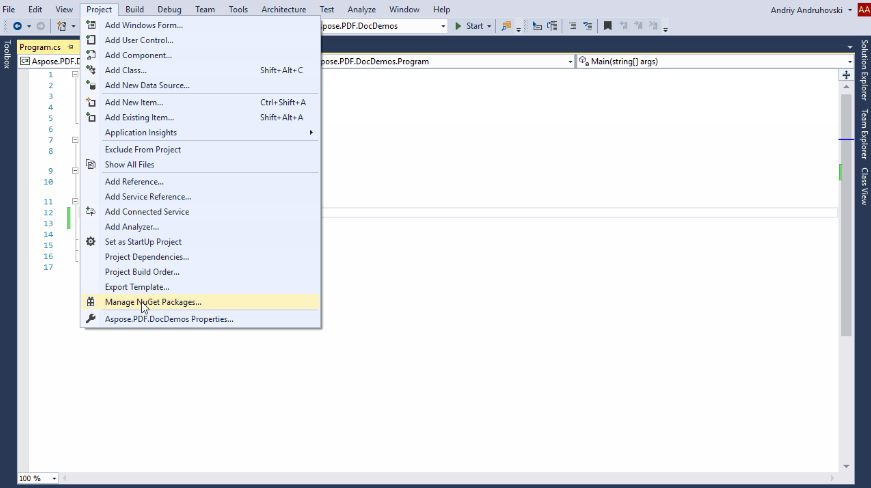 File Edit View Project Build Debug Team Tools Architecture Test Analyze Window Help Andriy Andruhovski AA
Add Windows Form...
pose.PDF.DocDemos
Start
Add User Control...
Add Component...
Program.cs
Aspose.PDF.D
pose.PDF.DocDemos.Program
Main(string[] args)
Add Class... Shift+Alt+C
Add New Data Source...
Add New Item... Ctrl+Shift+A
Add Existing Item... Shift+Alt+A
Application Insights
Exclude From Project
Show All Files
Add Reference...
Add Service Reference...
Add Connected Service
Add Analyzer...
Set as StartUp Project
Project Dependencies...
Project Build Order...
Export Template...
Manage NuGet Packages...
Aspose.PDF.DocDemos Properties...
1
2
3
4
5
6
7
8
9
10
11
12
13
14
15
16
17
100 %
Toolbox
Solution Explorer
Team Explorer
Class View